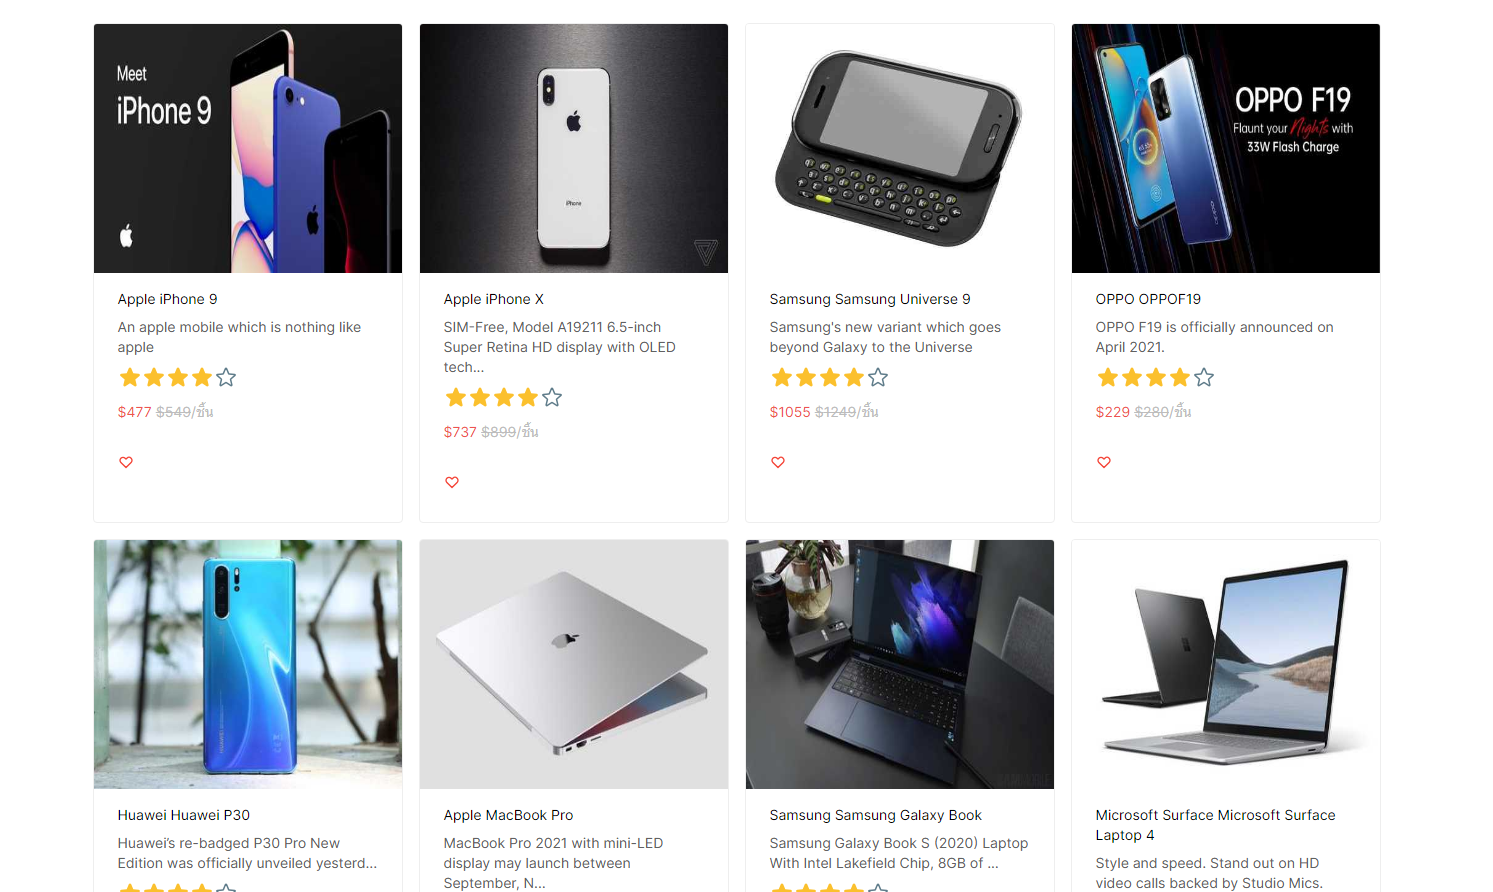 Meet
iPhone 9
iPhone
OPPO F19
Flaunt your Nights with
33W Flash Charge
Apple iPhone 9
An apple mobile which is nothing like
apple
$477 $549/ชิ้น
Apple iPhone X
SIM-Free, Model A19211 6.5-inch
Super Retina HD display with OLED
tech...
$737 $899/ชิ้น
Samsung Samsung Universe 9
Samsung's new variant which goes
beyond Galaxy to the Universe
$1055 $1249/ชิ้น
OPPO OPPOF19
OPPO F19 is officially announced on
April 2021.
$229 $280/ชิ้น
Huawei Huawei P30
Huawei’s re-badged P30 Pro New
Edition was officially unveiled yesterd...
Apple MacBook Pro
MacBook Pro 2021 with mini-LED
display may launch between
September, N...
Samsung Samsung Galaxy Book
Samsung Galaxy Book S (2020) Laptop
With Intel Lakefield Chip, 8GB of ...
Microsoft Surface Microsoft Surface
Laptop 4
Style and speed. Stand out on HD
video calls backed by Studio Mics.